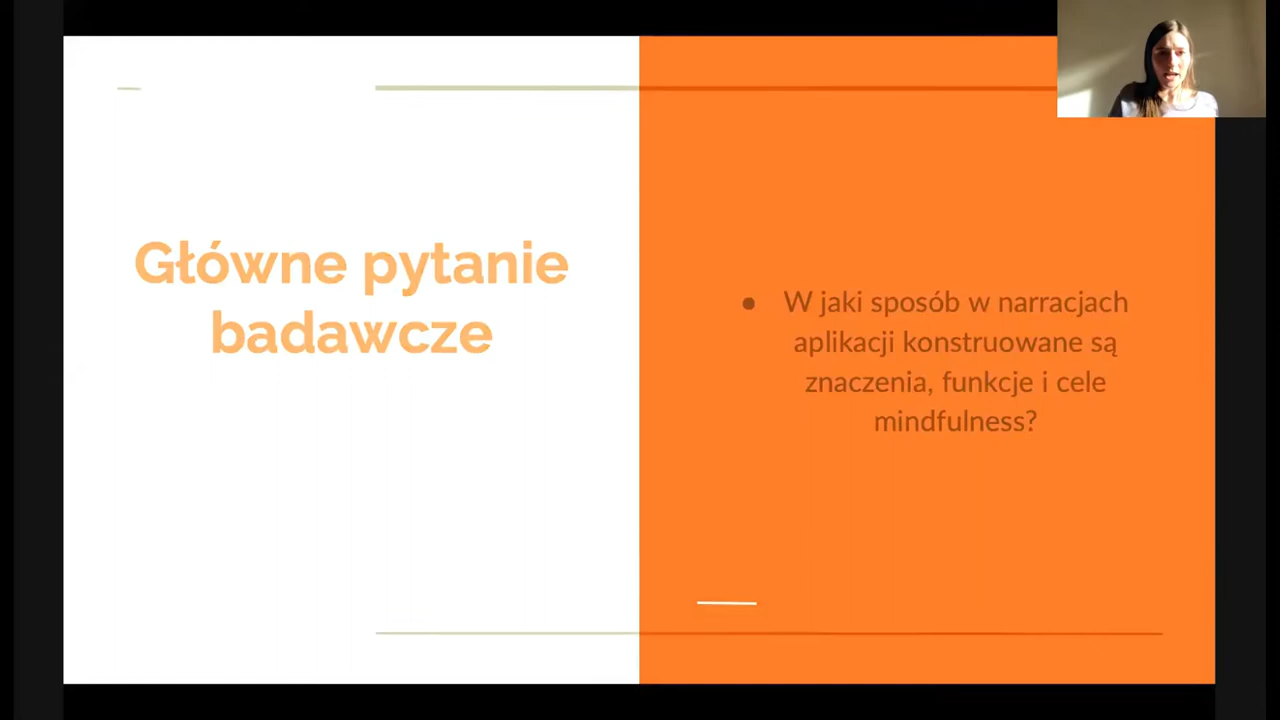 Główne pytanie
badawcze
● W jaki sposób w narracjach
aplikacji konstruowane są
znaczenia, funkcje i cele
mindfulness?